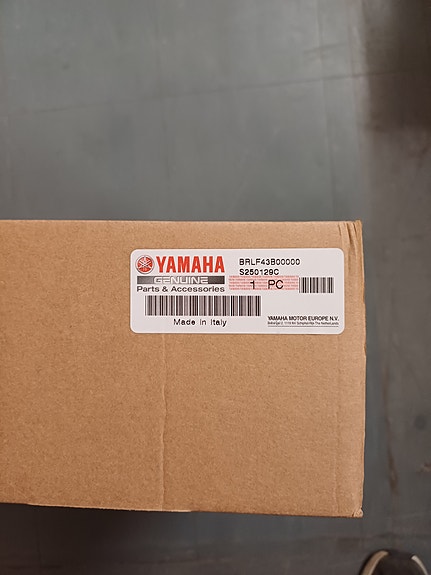 YAMAHA
GENUINE
Parts & Accessories
BRLF43B00000
S250129C
1 PC
Made in Italy
YAMAHA MOTOR EUROPE N.V.